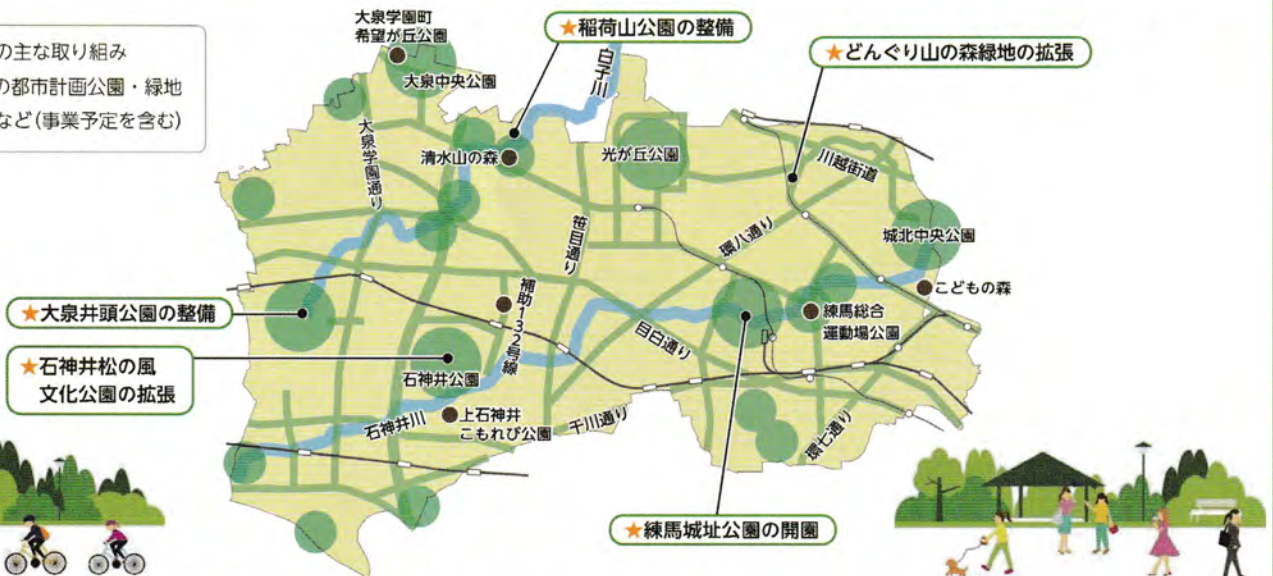 の主な取り組み
の都市計画公園・緑地
など(事業予定を含む)
大泉学園町
希望が丘公園
★稲荷山公園の整備
★どんぐり山の森緑地の拡張
白子川
大泉中央公園
大泉学園通り
清水山の森
光が丘公園
川越街道
笹目通り
環八通り
城北中央公園
こどもの森
★大泉井頭公園の整備
補助132号線
練馬総合
運動場公園
目白通り
★石神井松の風
文化公園の拡張
石神井公園
石神井川
上石神井
こもれび公園
千川通り
環七通り
★練馬城址公園の開園